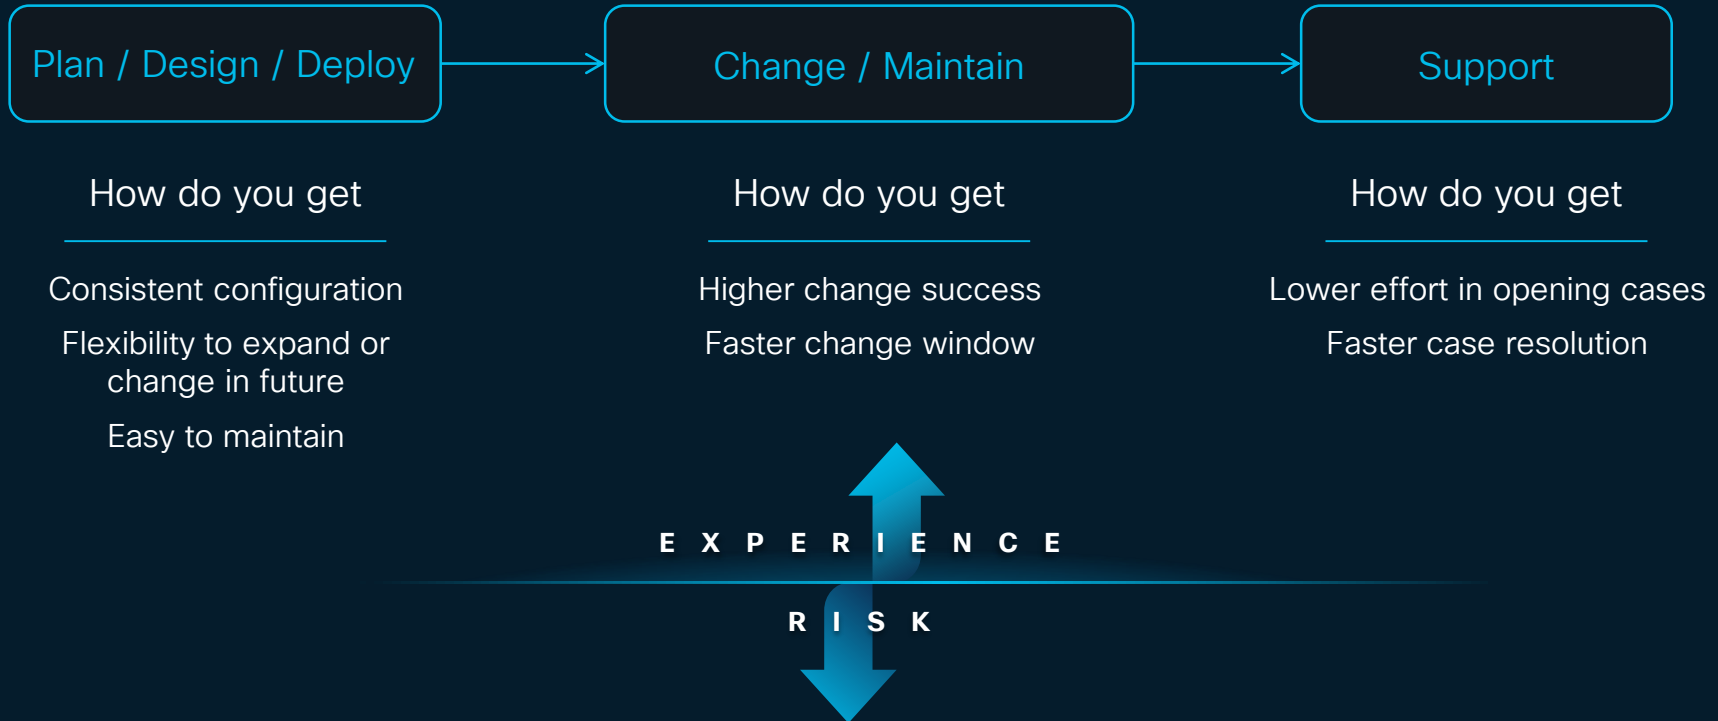 Plan / Design / Deploy
Change / Maintain
Support
How do you get
Consistent configuration
Flexibility to expand or
change in future
Easy to maintain
How do you get
Higher change success
Faster change window
How do you get
Lower effort in opening cases
Faster case resolution
EXPERIENCE
RISK